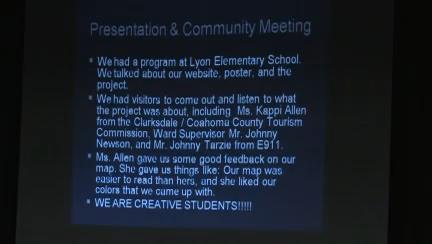 Presentation & Community Meeting
We had a program at Lyon Elementary School.
We talked about our website, poster, and the
project.
We had visitors to come out and listen to what
the project was about, including Ms. Kappi Allen
from the Clarksdale / Coahoma County Tourism
Commission, Ward Supervisor Mr. Johnny
Newson, and Mr. Johnny Tarzie from E911.
Ms. Allen gave us some good feedback on our
map. She gave us things like: Our map was
easier to read than hers, and she liked our
colors that we came up with.
WE ARE CREATIVE STUDENTS!!!!!